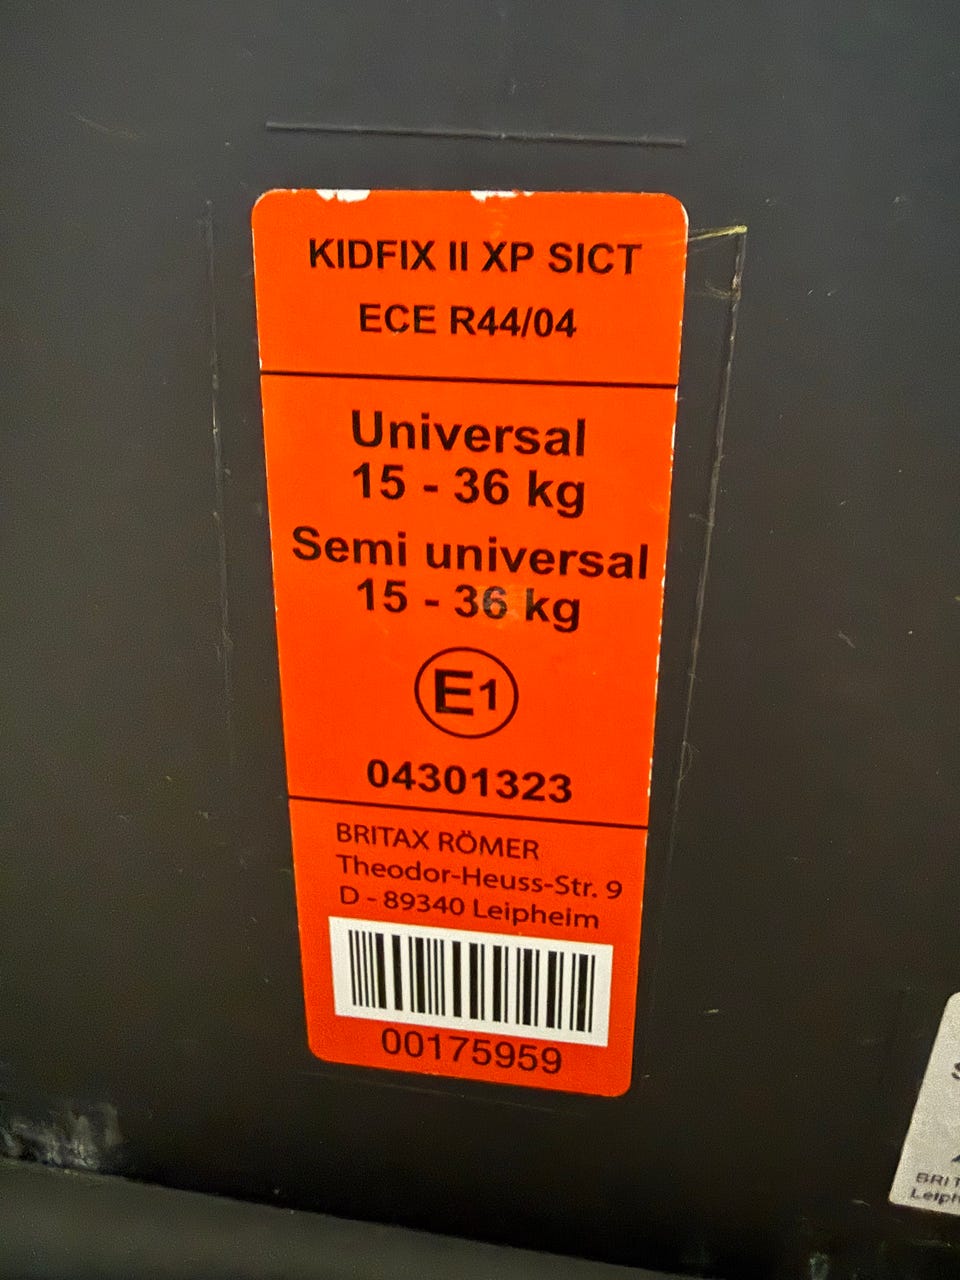 KIDFIX II XP SICT
ECE R44/04
Universal
15 - 36 kg
Semi universal
15 - 36 kg
E1
04301323
BRITAX RÖMER
Theodor-Heuss-Str. 9
D - 89340 Leipheim
00175959